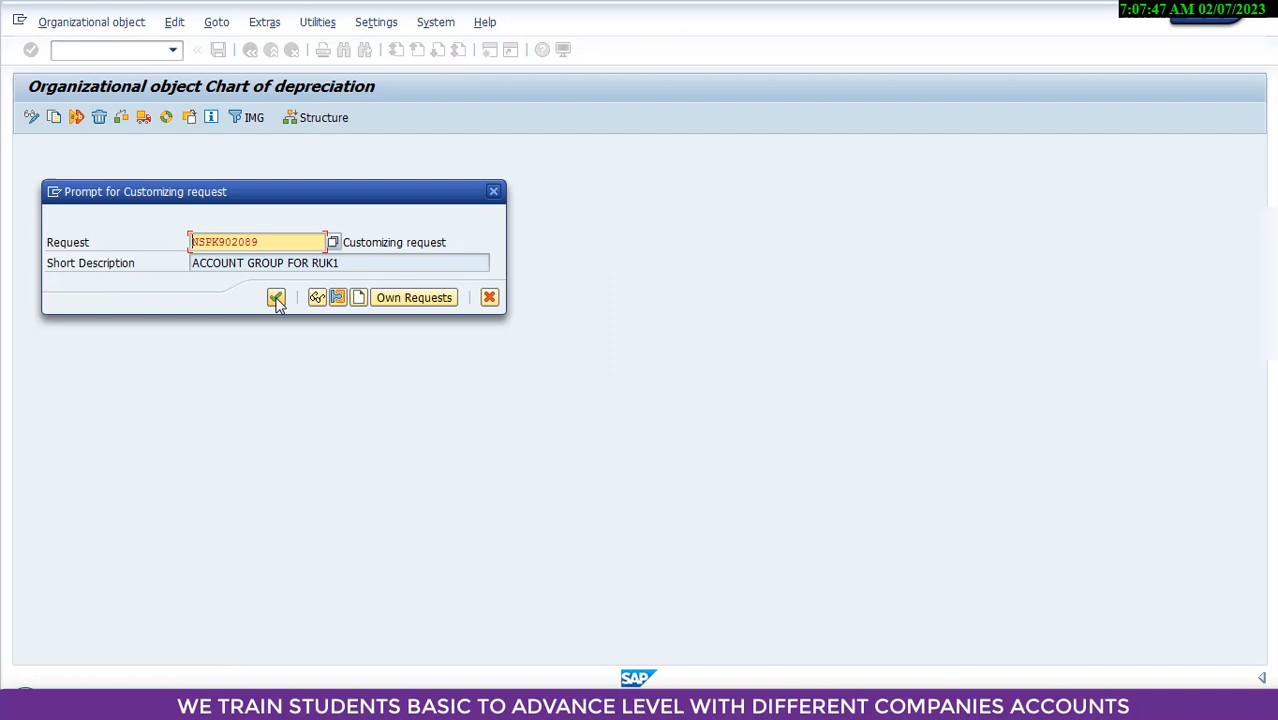 7:07:47 AM 02/07/2023
Organizational object Edit Goto Extras Utilities Settings System Help
Organizational object Chart of depreciation
IMG Structure
Prompt for Customizing request
Request NSPK902089 Customizing request
Short Description ACCOUNT GROUP FOR RUK1
Own Requests
SAP
WE TRAIN STUDENTS BASIC TO ADVANCE LEVEL WITH DIFFERENT COMPANIES ACCOUNTS